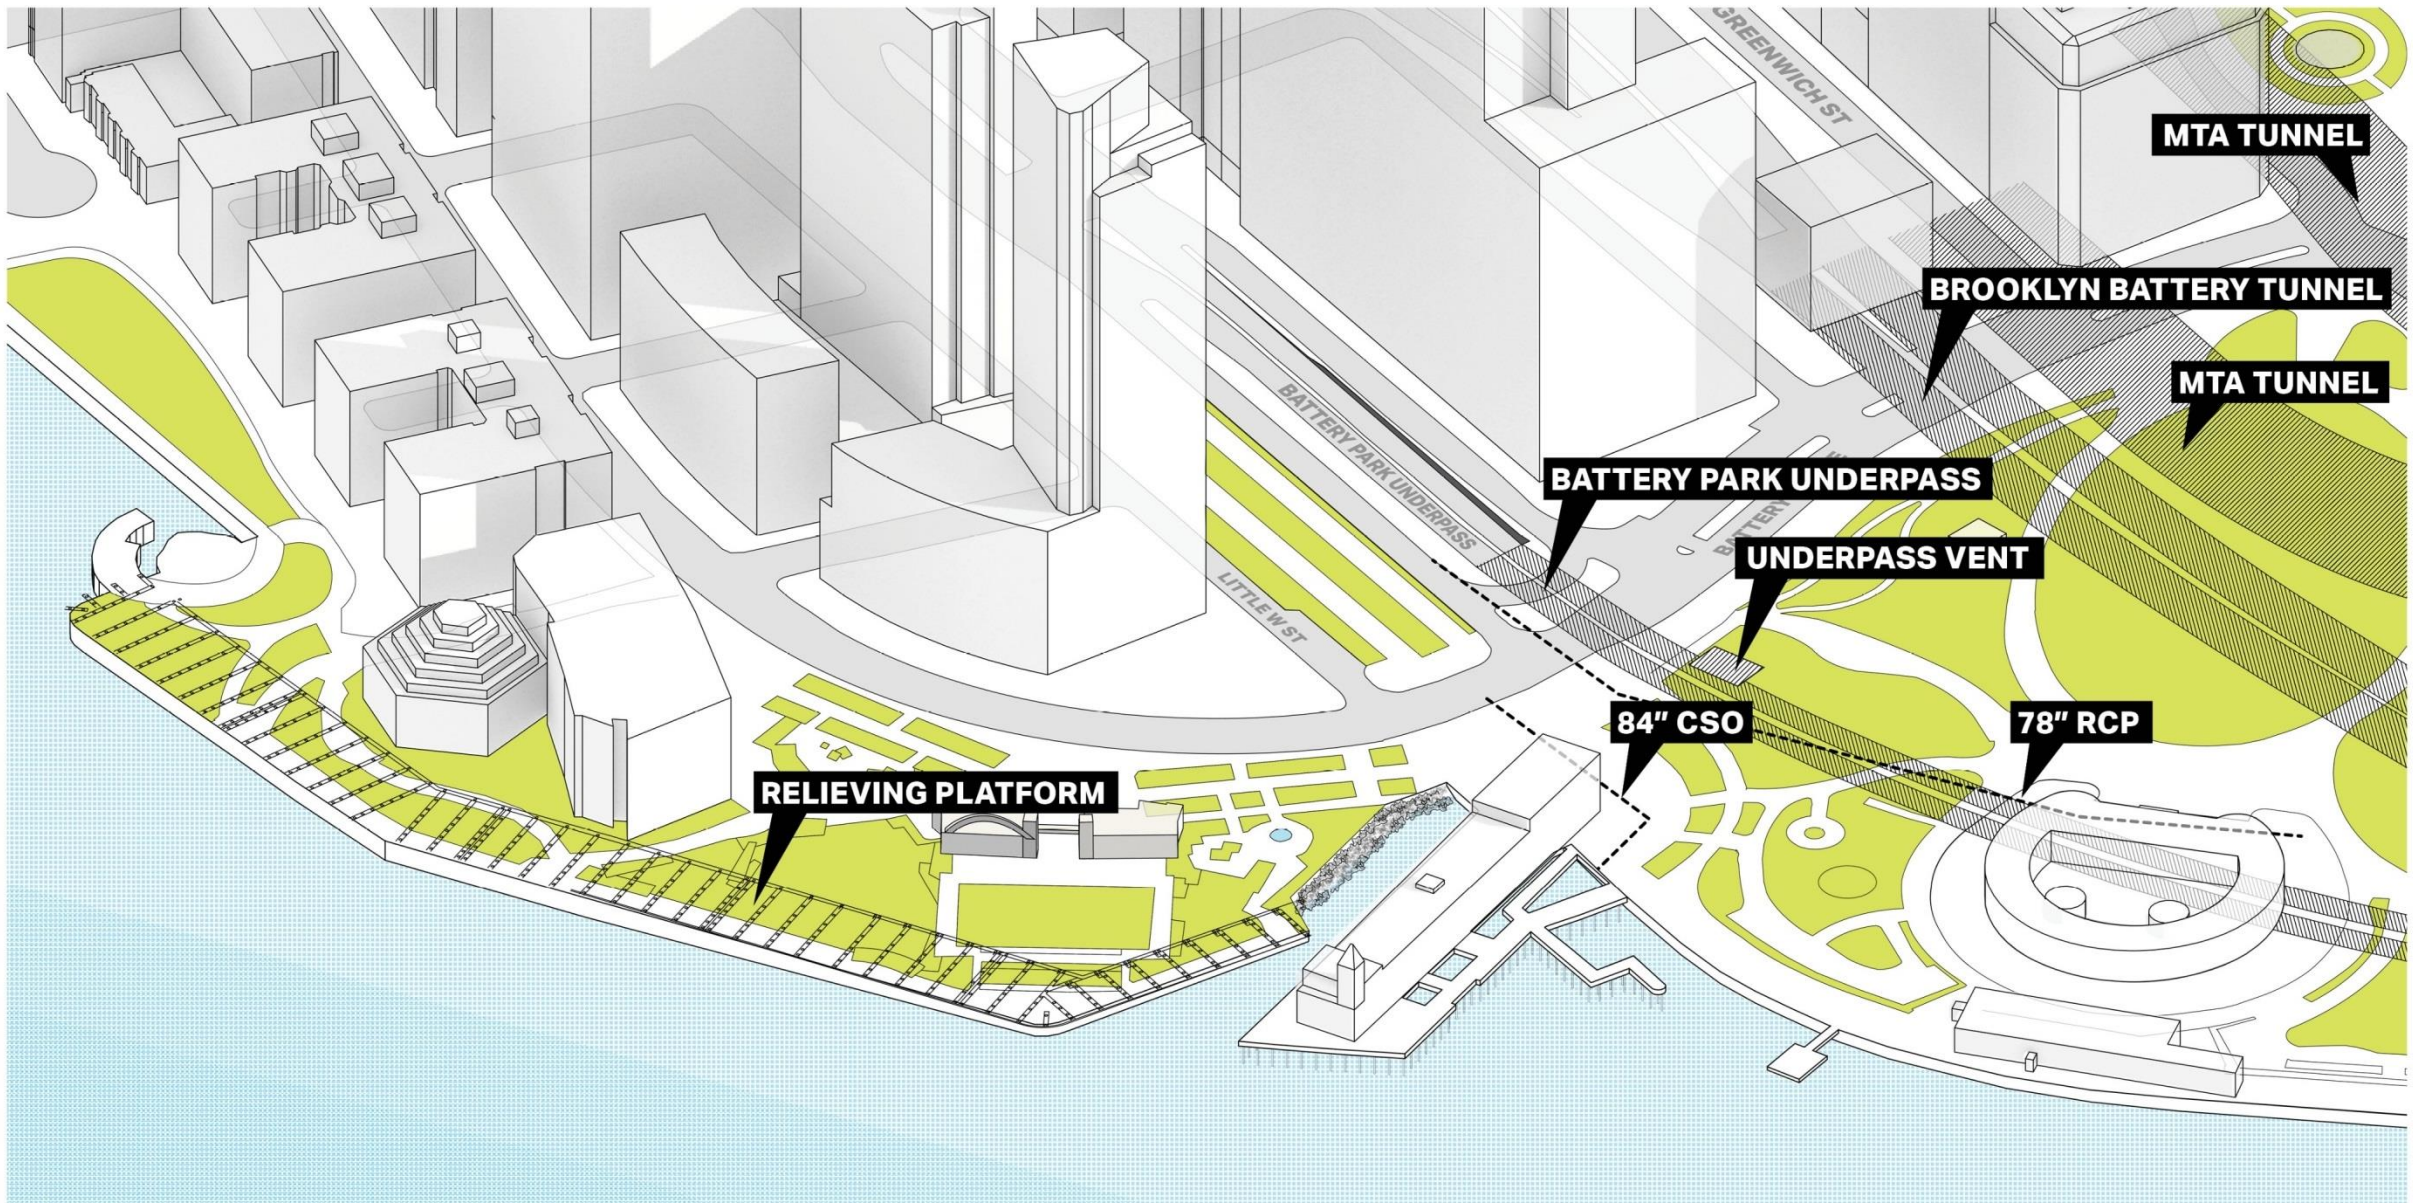 GREENWICH ST
MTA TUNNEL
BROOKLYN BATTERY TUNNEL
MTA TUNNEL
BATTERY PARK UNDERPASS
BATTERY PARK UNDERPASS
BATTERY
UNDERPASS VENT
LITTLE W ST
84" CSO
78" RCP
RELIEVING PLATFORM